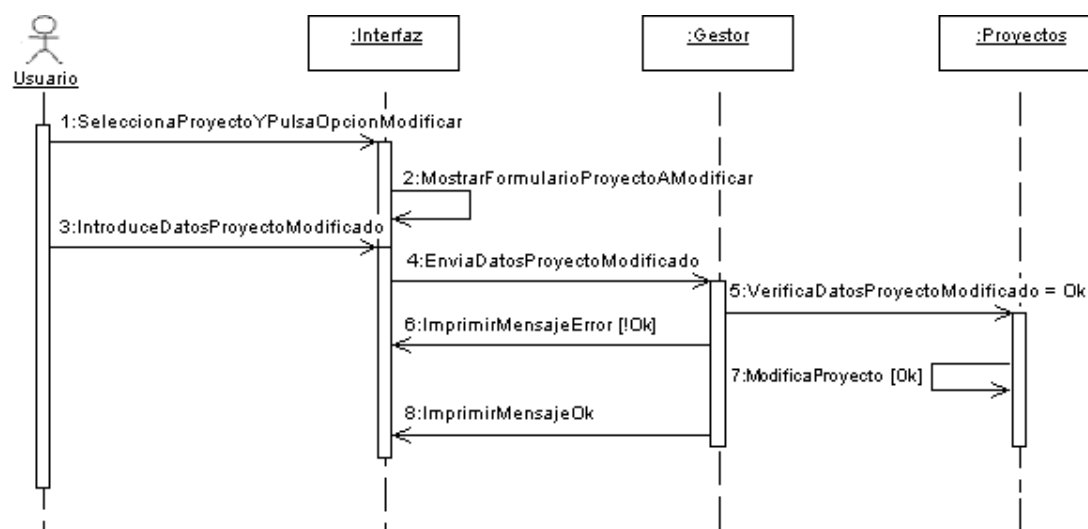 :Interfaz
:Gestor
:Proyectos
Usuario
1:SeleccionaProyectoYPulsaOpcionModificar
2:MostrarFormularioProyectoAModificar
3:IntroduceDatosProyectoModificado
4:EnviaDatosProyectoModificado
5:VerificaDatosProyectoModificado = Ok
6:ImprimirMensajeError [!Ok]
7:ModificaProyecto [Ok]
8:ImprimirMensajeOk